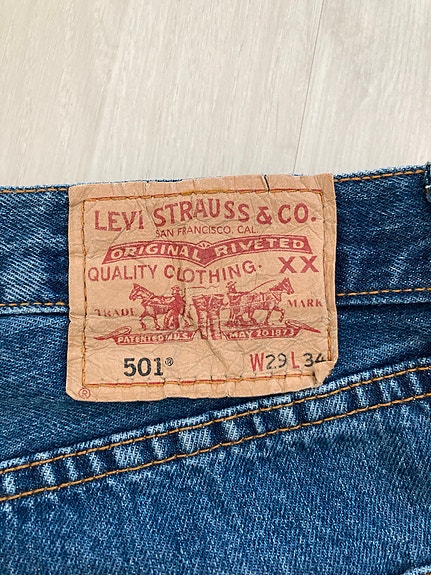 LEVI STRAUSS & CO.
SAN FRANCISCO, CAL.
ORIGINAL RIVETED
QUALITY CLOTHING. XX
TRADE MARK
PATENTED IN U.S. MAY 20 1873
501® W29 L34
®